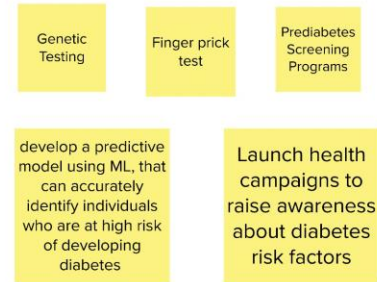 Genetic
Testing
Finger prick
test
Prediabetes
Screening
Programs
develop a predictive
model using ML, that
can accurately
identify individuals
who are at high risk
of developing
diabetes
Launch health
campaigns to
raise awareness
about diabetes
risk factors